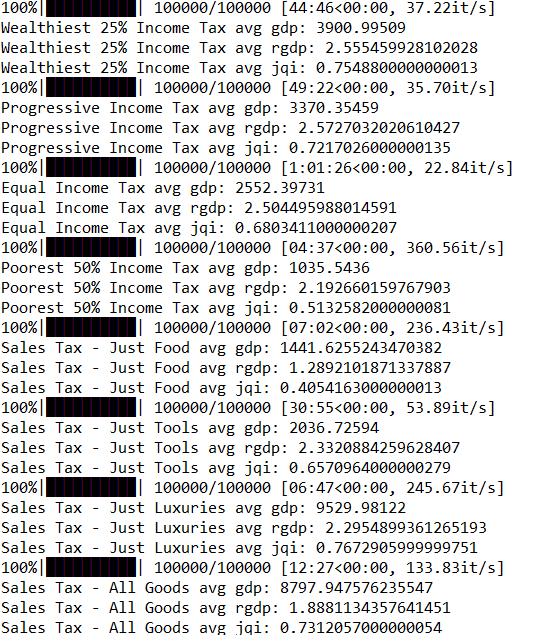 100%|██████████| 100000/100000 [44:46<00:00, 37.22it/s]
Wealthiest 25% Income Tax avg gdp: 3900.99509
Wealthiest 25% Income Tax avg rgdp: 2.555459928102028
Wealthiest 25% Income Tax avg jqi: 0.7548800000000013
100%|██████████| 100000/100000 [49:22<00:00, 35.70it/s]
Progressive Income Tax avg gdp: 3370.35459
Progressive Income Tax avg rgdp: 2.5727032020610427
Progressive Income Tax avg jqi: 0.7217026000000135
100%|██████████| 100000/100000 [1:01:26<00:00, 22.84it/s]
Equal Income Tax avg gdp: 2552.39731
Equal Income Tax avg rgdp: 2.504495988014591
Equal Income Tax avg jqi: 0.6803411000000207
100%|██████████| 100000/100000 [04:37<00:00, 360.56it/s]
Poorest 50% Income Tax avg gdp: 1035.5436
Poorest 50% Income Tax avg rgdp: 2.192660159767903
Poorest 50% Income Tax avg jqi: 0.5132582000000081
100%|██████████| 100000/100000 [07:02<00:00, 236.43it/s]
Sales Tax - Just Food avg gdp: 1441.6255243470382
Sales Tax - Just Food avg rgdp: 1.2892101871337887
Sales Tax - Just Food avg jqi: 0.4054163000000013
100%|██████████| 100000/100000 [30:55<00:00, 53.89it/s]
Sales Tax - Just Tools avg gdp: 2036.72594
Sales Tax - Just Tools avg rgdp: 2.3320884259628407
Sales Tax - Just Tools avg jqi: 0.6570964000000279
100%|██████████| 100000/100000 [06:47<00:00, 245.67it/s]
Sales Tax - Just Luxuries avg gdp: 9529.98122
Sales Tax - Just Luxuries avg rgdp: 2.2954899361265193
Sales Tax - Just Luxuries avg jqi: 0.7672905999999751
100%|██████████| 100000/100000 [12:27<00:00, 133.83it/s]
Sales Tax - All Goods avg gdp: 8797.947576235547
Sales Tax - All Goods avg rgdp: 1.8881134357641451
Sales Tax - All Goods avg jqi: 0.7312057000000054